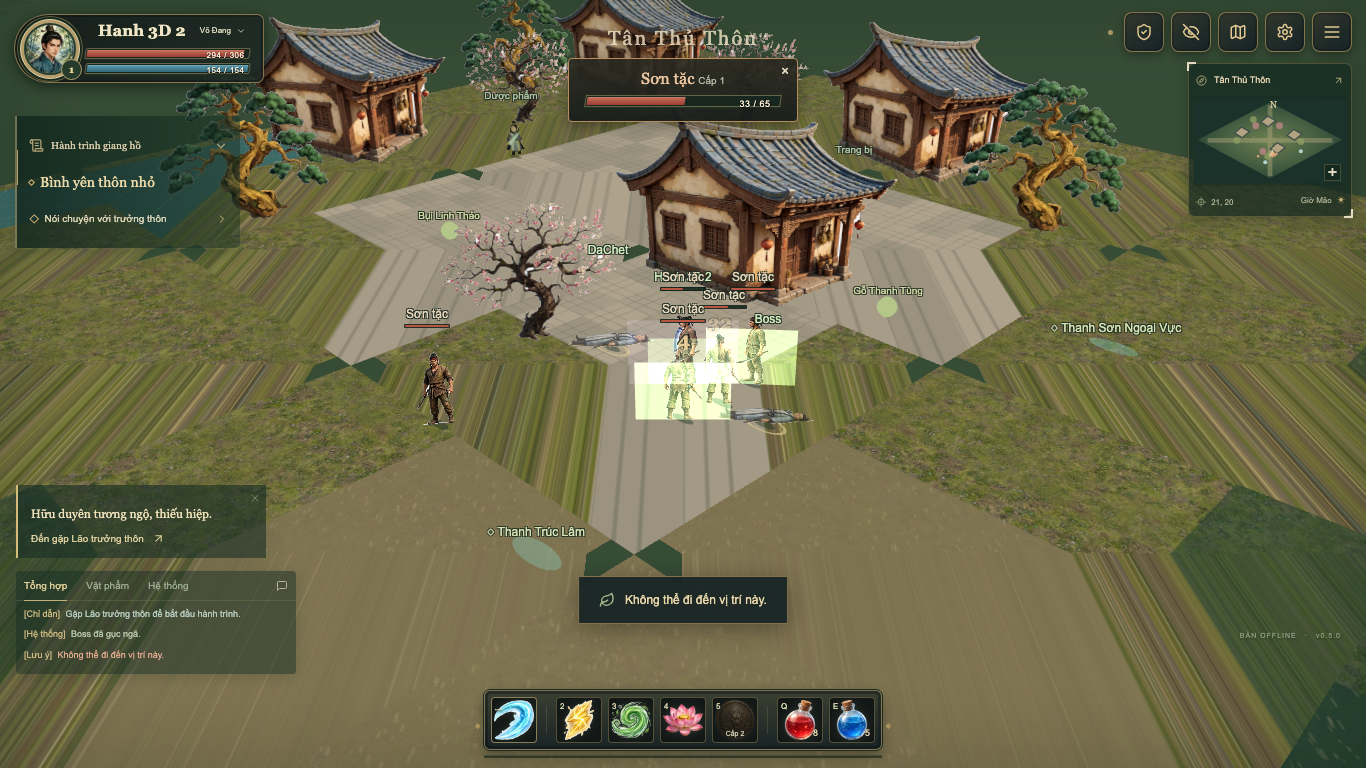 Hanh 3D 2
Võ Đang
294 / 306
154 / 154
1
Tân Thủ Thôn
Sơn tặc Cấp 1
33 / 65
Tân Thủ Thôn
N
21, 20
Giờ Mão
Hành trình giang hồ
Bình yên thôn nhỏ
Nói chuyện với trưởng thôn
Dược phẩm
Trang bị
Bụi Linh Thảo
DaChet
Sơn tặc2
Sơn tặc
Sơn tặc
Sơn tặc
Sơn tặc
Boss
Gỗ Thanh Tùng
Thanh Sơn Ngoại Vực
Thanh Trúc Lâm
Hữu duyên tương ngộ, thiếu hiệp.
Đến gặp Lão trưởng thôn
Tổng hợp Vật phẩm Hệ thống
[Chỉ dẫn] Gặp Lão trưởng thôn để bắt đầu hành trình.
[Hệ thống] Boss đã gục ngã.
[Lưu ý] Không thể đi đến vị trí này.
Không thể đi đến vị trí này.
BẢN OFFLINE · v0.5.0
2 3 4 5 Q E
Cấp 2
8 5